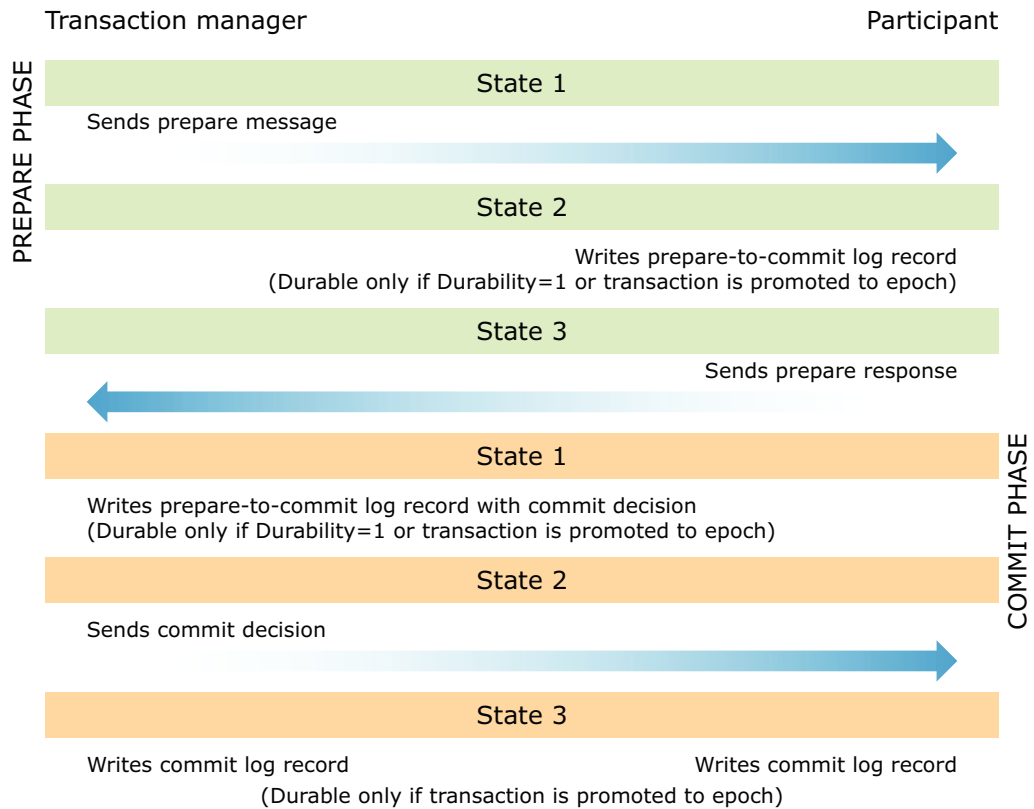 Transaction manager
Participant
PREPARE PHASE
State 1
Sends prepare message
State 2
Writes prepare-to-commit log record
(Durable only if Durability=1 or transaction is promoted to epoch)
State 3
Sends prepare response
COMMIT PHASE
State 1
Writes prepare-to-commit log record with commit decision
(Durable only if Durability=1 or transaction is promoted to epoch)
State 2
Sends commit decision
State 3
Writes commit log record
Writes commit log record
(Durable only if transaction is promoted to epoch)